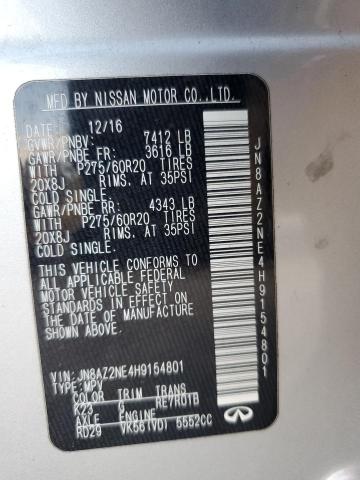 MFD. BY NISSAN MOTOR CO.,LTD.
DATE: 12/16
GVWR/PNBV: 7412 LB
GAWR/PNBE FR: 3616 LB
WITH P275/60R20 TIRES
20X8J RIMS, AT 35PSI
COLD SINGLE.
GAWR/PNBE RR: 4343 LB
WITH P275/60R20 TIRES
20X8J RIMS, AT 35PSI
COLD SINGLE.
THIS VEHICLE CONFORMS TO
ALL APPLICABLE FEDERAL
MOTOR VEHICLE SAFETY
STANDARDS IN EFFECT ON
THE DATE OF MANUFACTURE
SHOWN ABOVE.
VIN: JN8AZ2NE4H9154801
TYPE: MPV
COLOR TRIM TRANS
K23 G RE7R01B
AXLE ENGINE
RD29 VK56(VD) 5552CC
JN8AZ2NE4H9154801